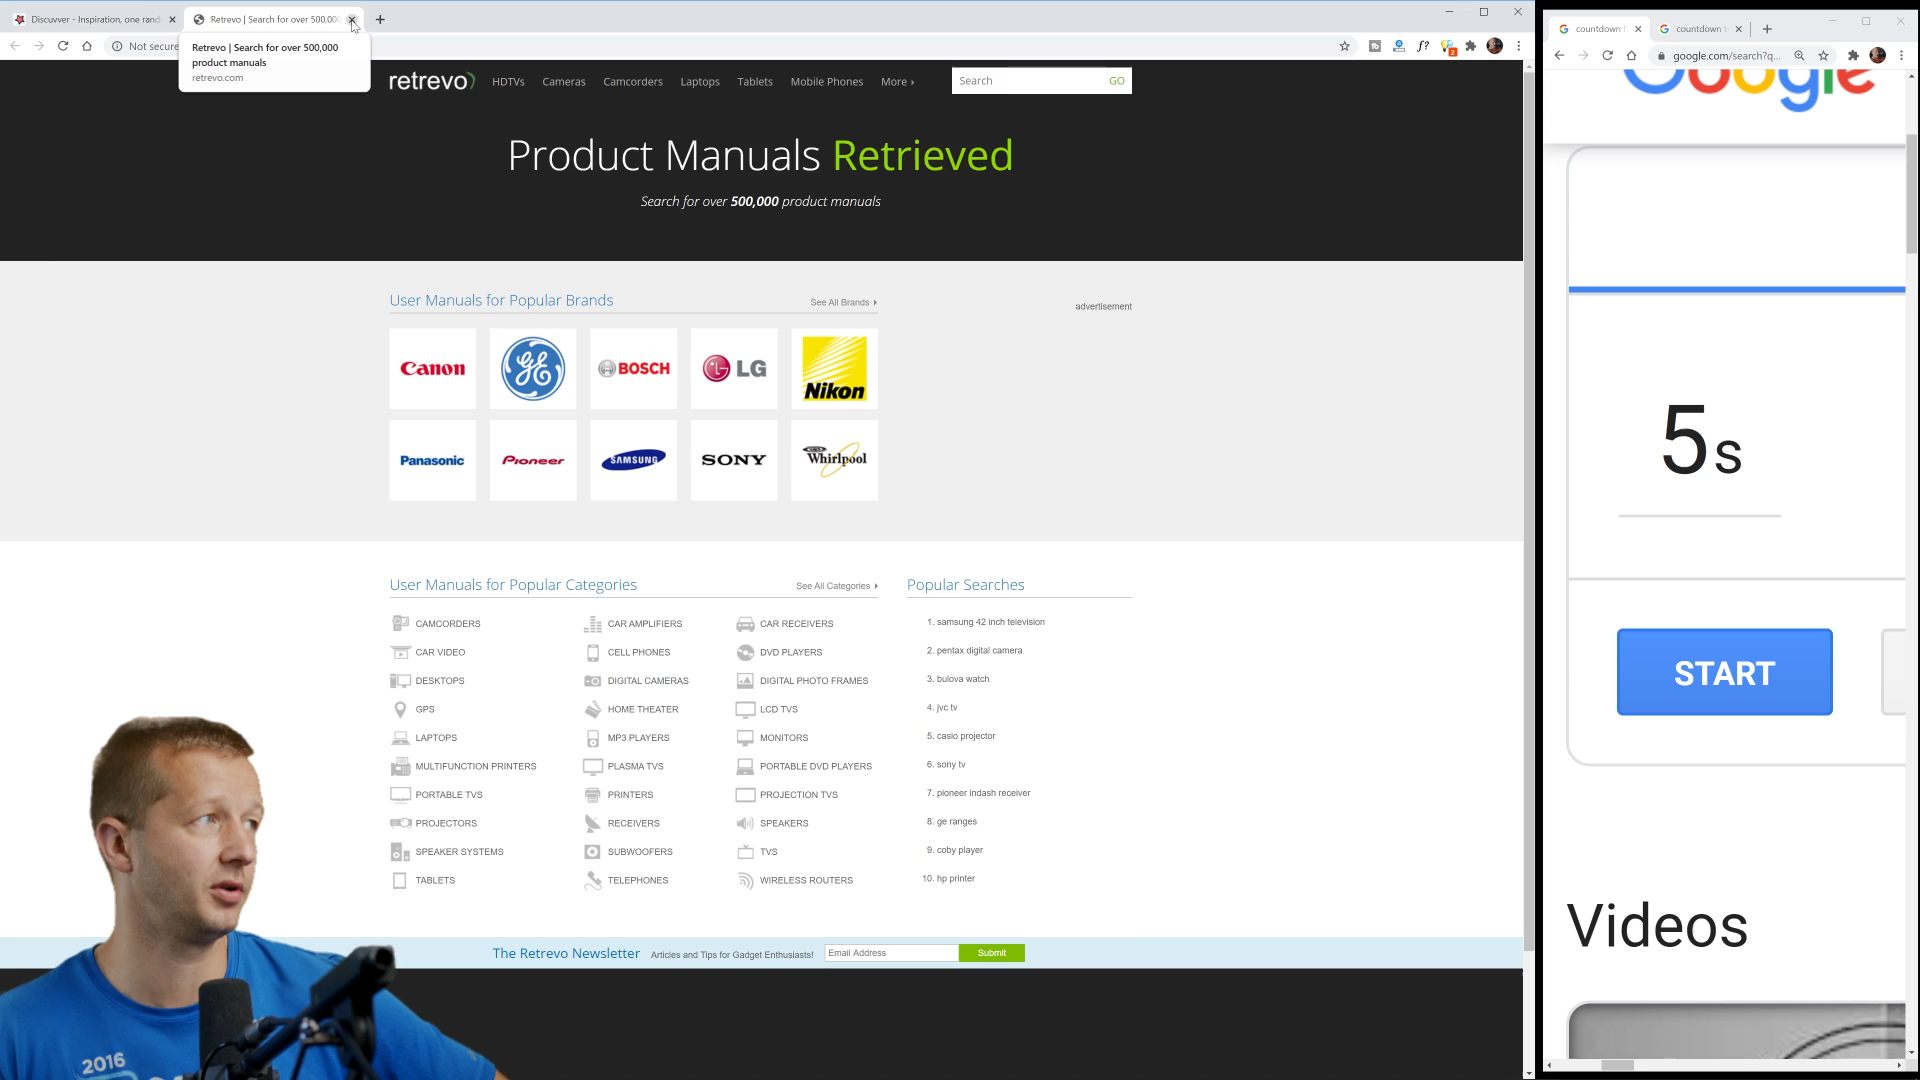 Discuvver - Inspiration, one rand
Retrevo | Search for over 500,000
Not secure
Retrevo | Search for over 500,000
product manuals
retrevo.com
f?
2
retrevo
HDTVs
Cameras
Camcorders
Laptops
Tablets
Mobile Phones
More
Search
GO
Product Manuals Retrieved
Search for over 500,000 product manuals
User Manuals for Popular Brands
See All Brands
advertisement
Canon
GE
BOSCH
LG
Nikon
Panasonic
Pioneer
SAMSUNG
SONY
Whirlpool
User Manuals for Popular Categories
See All Categories
CAMCORDERS
CAR AMPLIFIERS
CAR RECEIVERS
CAR VIDEO
CELL PHONES
DVD PLAYERS
DESKTOPS
DIGITAL CAMERAS
DIGITAL PHOTO FRAMES
GPS
HOME THEATER
LCD TVS
LAPTOPS
MP3 PLAYERS
MONITORS
MULTIFUNCTION PRINTERS
PLASMA TVS
PORTABLE DVD PLAYERS
PORTABLE TVS
PRINTERS
PROJECTION TVS
PROJECTORS
RECEIVERS
SPEAKERS
SPEAKER SYSTEMS
SUBWOOFERS
TVS
TABLETS
TELEPHONES
WIRELESS ROUTERS
Popular Searches
1. samsung 42 inch television
2. pentax digital camera
3. bulova watch
4. jvc tv
5. casio projector
6. sony tv
7. pioneer indash receiver
8. ge ranges
9. coby player
10. hp printer
The Retrevo Newsletter
Articles and Tips for Gadget Enthusiasts!
Email Address
Submit
2016
countdown
countdown
google.com/search?q...
Google
5s
START
Videos